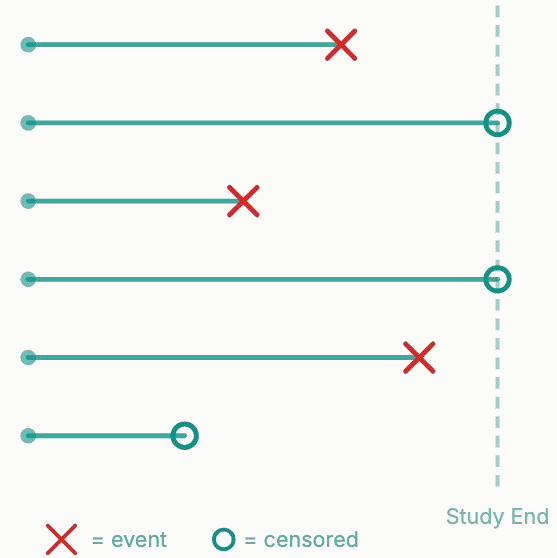 Study End
= event
= censored